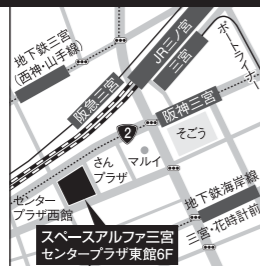 地下鉄三宮
(西神・山手線)
JR三ノ宮
三宮
ポートライナー
阪急三宮
阪神三宮
2
そごう
さん
プラザ
マルイ
センター
プラザ西館
地下鉄海岸線
三宮・花時計前
スペースアルファ三宮
センタープラザ東館6F